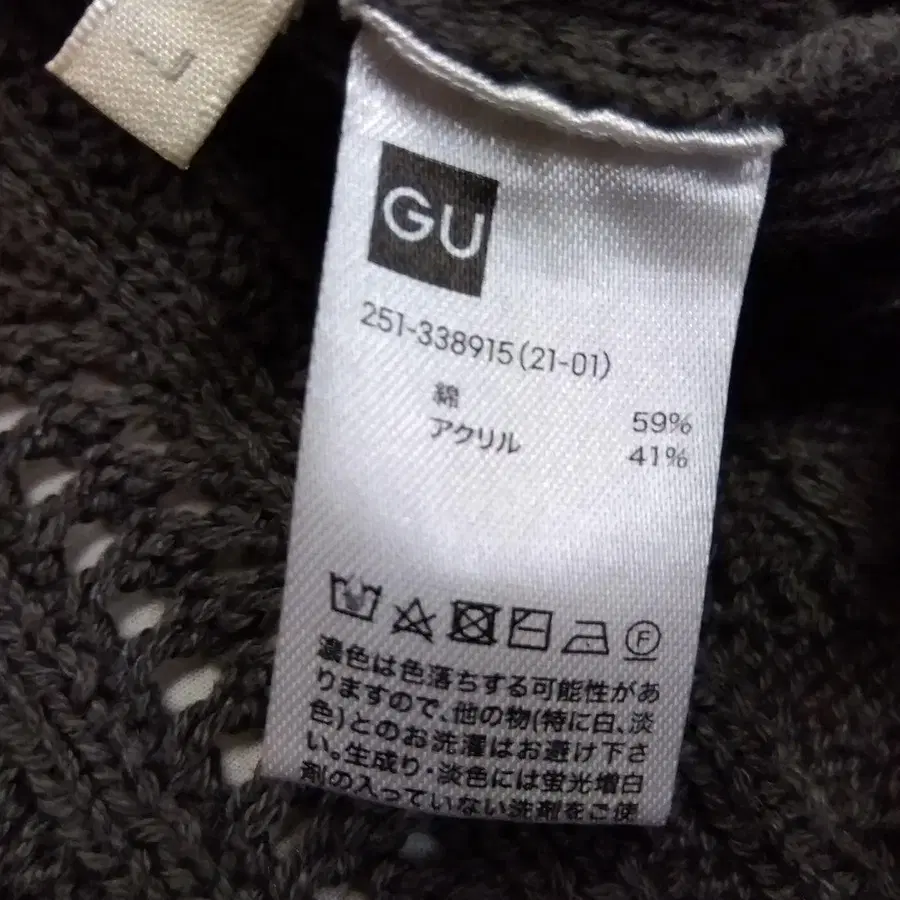 GU
251-338915(21-01)
綿 59%
アクリル 41%
F
濃色は色落ちする可能性があ
りますので、他の物(特に白、淡
色)とのお洗濯はお避け下さ
い。生成り・淡色には蛍光増白
剤の入っていない洗剤をご使